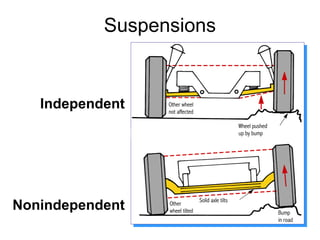 Suspensions
Independent
Other wheel
not affected
Wheel pushed
up by bump
Nonindependent
Other
wheel tilted
Solid axle tilts
Bump
in road